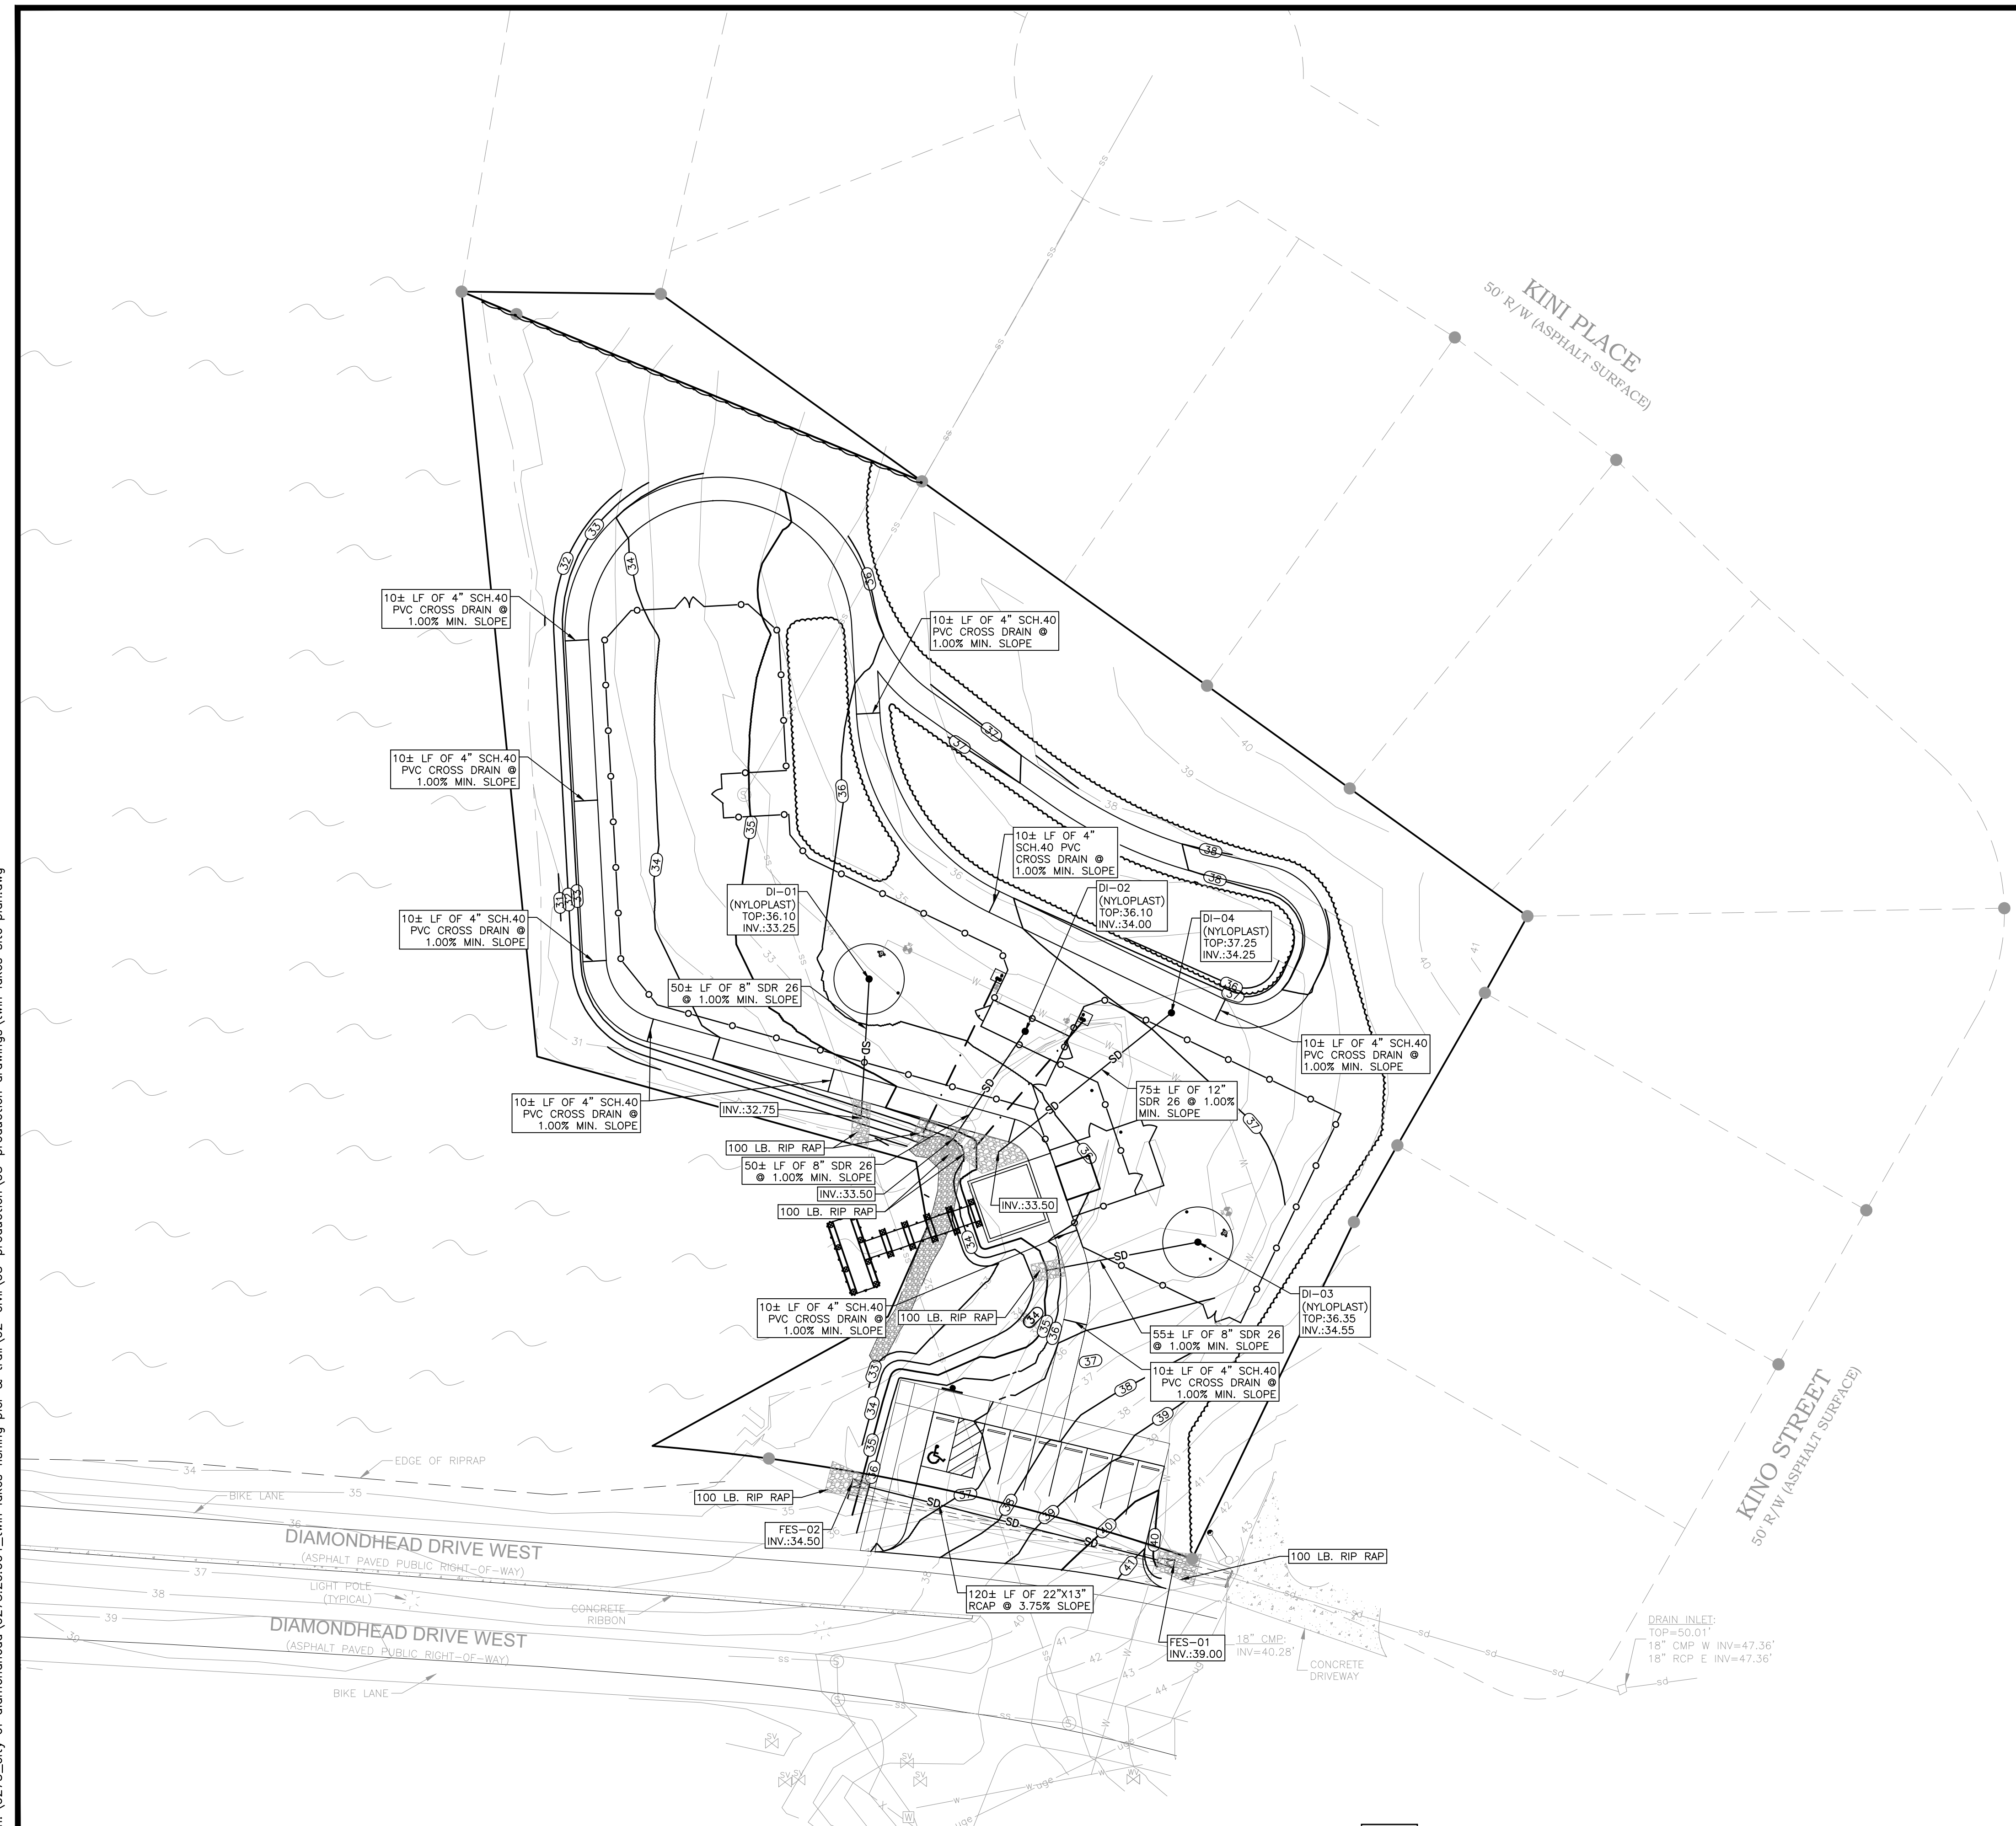 KINI PLACE
50' R/W (ASPHALT SURFACE)
10± LF OF 4" SCH.40
PVC CROSS DRAIN @
1.00% MIN. SLOPE
10± LF OF 4" SCH.40
PVC CROSS DRAIN @
1.00% MIN. SLOPE
10± LF OF 4" SCH.40
PVC CROSS DRAIN @
1.00% MIN. SLOPE
10± LF OF 4"
SCH.40 PVC
CROSS DRAIN @
1.00% MIN. SLOPE
DI-01
(NYLOPLAST)
TOP:36.10
INV.:33.25
DI-02
(NYLOPLAST)
TOP:36.10
INV.:34.00
DI-04
(NYLOPLAST)
TOP:37.25
INV.:34.25
10± LF OF 4" SCH.40
PVC CROSS DRAIN @
1.00% MIN. SLOPE
50± LF OF 8" SDR 26
@ 1.00% MIN. SLOPE
10± LF OF 4" SCH.40
PVC CROSS DRAIN @
1.00% MIN. SLOPE
75± LF OF 12"
SDR 26 @ 1.00%
MIN. SLOPE
10± LF OF 4" SCH.40
PVC CROSS DRAIN @
1.00% MIN. SLOPE
INV.:32.75
100 LB. RIP RAP
50± LF OF 8" SDR 26
@ 1.00% MIN. SLOPE
INV.:33.50
100 LB. RIP RAP
INV.:33.50
10± LF OF 4" SCH.40
PVC CROSS DRAIN @
1.00% MIN. SLOPE
100 LB. RIP RAP
DI-03
(NYLOPLAST)
TOP:36.35
INV.:34.55
55± LF OF 8" SDR 26
@ 1.00% MIN. SLOPE
10± LF OF 4" SCH.40
PVC CROSS DRAIN @
1.00% MIN. SLOPE
KINO STREET
50' R/W (ASPHALT SURFACE)
EDGE OF RIPRAP
BIKE LANE
100 LB. RIP RAP
FES-02
INV.:34.50
DIAMONDHEAD DRIVE WEST
(ASPHALT PAVED PUBLIC RIGHT-OF-WAY)
LIGHT POLE
(TYPICAL)
CONCRETE
RIBBON
120± LF OF 22"X13"
RCAP @ 3.75% SLOPE
100 LB. RIP RAP
DIAMONDHEAD DRIVE WEST
(ASPHALT PAVED PUBLIC RIGHT-OF-WAY)
BIKE LANE
FES-01
INV.:39.00
18" CMP:
INV=40.28'
CONCRETE
DRIVEWAY
DRAIN INLET:
TOP=50.01'
18" CMP W INV=47.36'
18" RCP E INV=47.36'